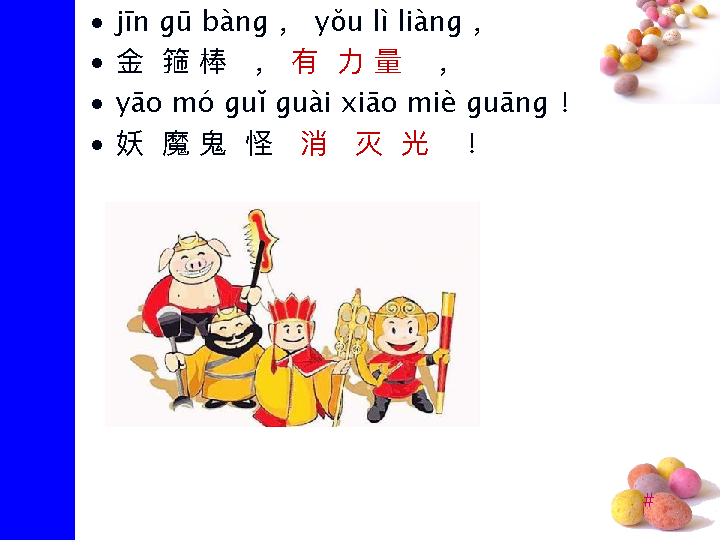 • jīn gū bàng , yǒu lì liàng ,
• 金 箍 棒 , 有 力 量 ,
• yāo mó guǐ guài xiāo miè guāng !
• 妖 魔 鬼 怪 消 灭 光 !
#